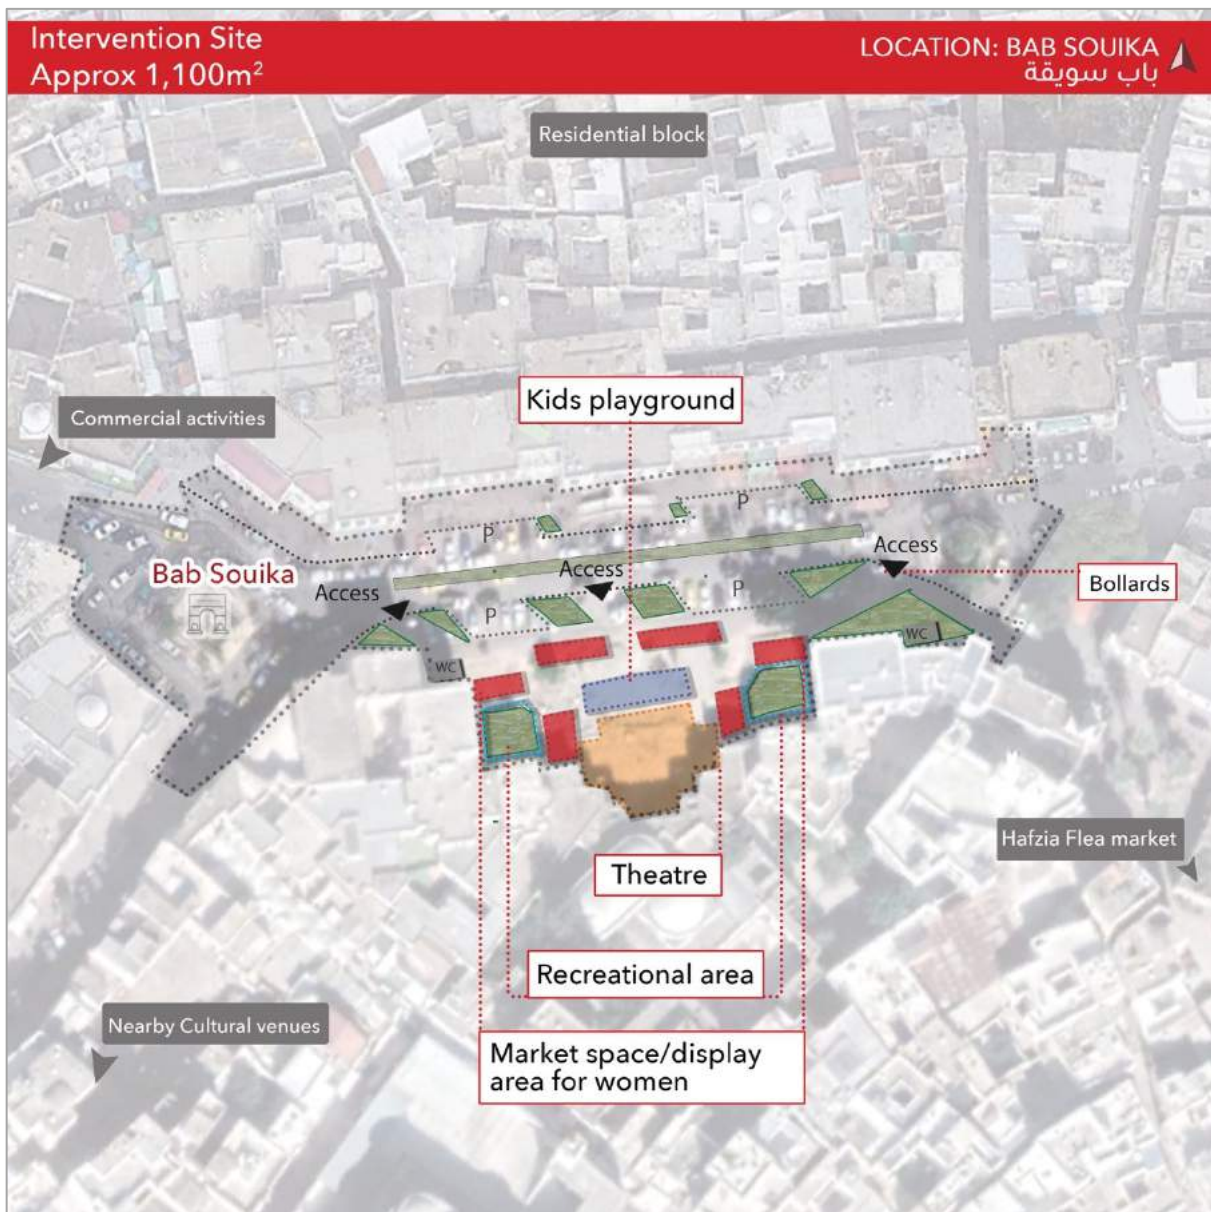 Intervention Site
Approx 1,100m²
LOCATION: BAB SOUIKA
باب سويقة
Residential block
Kids playground
Commercial activities
P
P
Bab Souika
Access
Access
Access
Bollards
P
P
WC
WC
Theatre
Hafzia Flea market
Recreational area
Nearby Cultural venues
Market space/display
area for women